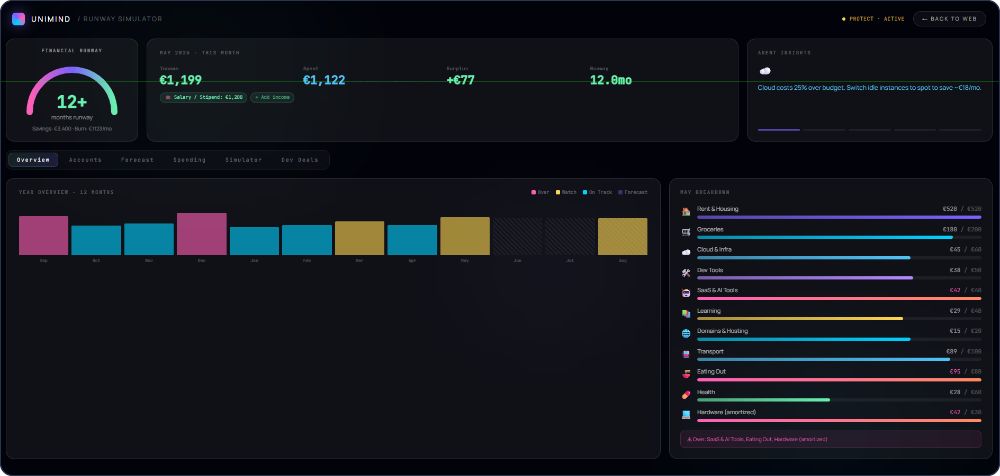 UNIMIND / RUNWAY SIMULATOR
PROTECT · ACTIVE
← BACK TO WEB
FINANCIAL RUNWAY
12+
months runway
Savings: €3,400 · Burn: €1123/mo
MAY 2026 · THIS MONTH
Income
€1,199
Spent
€1,122
Surplus
+€77
Runway
12.0mo
Salary / Stipend: €1,200
+ Add income
AGENT INSIGHTS
Cloud costs 25% over budget. Switch idle instances to spot to save ~€18/mo.
Overview
Accounts
Forecast
Spending
Simulator
Dev Deals
YEAR OVERVIEW · 12 MONTHS
Over
Watch
On Track
Forecast
Sep
Oct
Nov
Dec
Jan
Feb
Mar
Apr
May
Jun
Jul
Aug
MAY BREAKDOWN
Rent & Housing €520 / €520
Groceries €180 / €200
Cloud & Infra €45 / €60
Dev Tools €38 / €50
SaaS & AI Tools €42 / €40
Learning €29 / €40
Domains & Hosting €15 / €20
Transport €89 / €100
Eating Out €95 / €80
Health €28 / €60
Hardware (amortized) €42 / €30
⚠ Over: SaaS & AI Tools, Eating Out, Hardware (amortized)